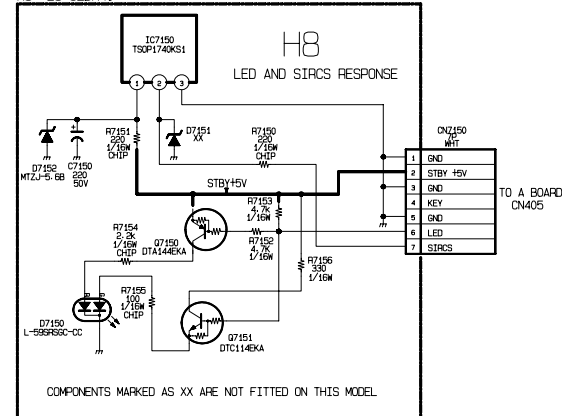 IC7150
TSOP1740KS1
H8
LED AND SIRCS RESPONSE
1 2 3
R7151
220
1/16W
CHIP
D7151
XX
R7150
220
1/16W
CHIP
CN7150
7P
WHT
D7152
MTZJ-5.6B
C7150
220
50V
1 GND
2 STBY +5V
3 GND
4 KEY
5 GND
6 LED
7 SIRCS
TO A BOARD
CN405
STBY+5V
R7153
4.7K
1/16W
R7154
2.2k
1/16W
CHIP
Q7150
DTA144EKA
R7152
4.7K
1/16W
R7156
330
1/16W
R7155
100
1/16W
CHIP
D7150
L-59SRSGC-CC
Q7151
DTC114EKA
COMPONENTS MARKED AS XX ARE NOT FITTED ON THIS MODEL